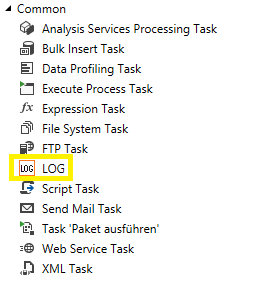 Common
Analysis Services Processing Task
Bulk Insert Task
Data Profiling Task
Execute Process Task
fx Expression Task
File System Task
FTP Task
LOG LOG
Script Task
Send Mail Task
Task 'Paket ausführen'
Web Service Task
XML Task